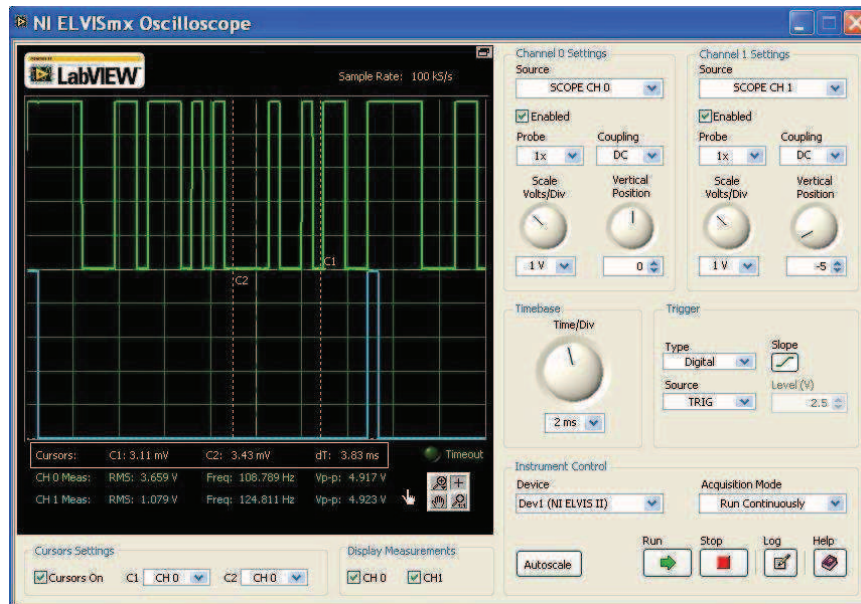 NI ELVISmx Oscilloscope
LabVIEW
Sample Rate: 100 kS/s
C1
C2
Cursors: C1: 3.11 mV C2: 3.43 mV dT: 3.83 ms Timeout
CH 0 Meas: RMS: 3.659 V Freq: 108.789 Hz Vp-p: 4.917 V
CH 1 Meas: RMS: 1.079 V Freq: 124.811 Hz Vp-p: 4.923 V
Cursors Settings
Cursors On C1 CH 0 C2 CH 0
Display Measurements
CH 0 CH1
Channel 0 Settings
Source
SCOPE CH 0
Enabled
Probe Coupling
1x DC
Scale Vertical
Volts/Div Position
1 V 0
Channel 1 Settings
Source
SCOPE CH 1
Enabled
Probe Coupling
1x DC
Scale Vertical
Volts/Div Position
1 V -5
Timebase
Time/Div
2 ms
Trigger
Type Slope
Digital
Source Level (V)
TRIG 2.5
Instrument Control
Device Acquisition Mode
Dev1 (NI ELVIS II) Run Continuously
Run Stop Log Help
Autoscale